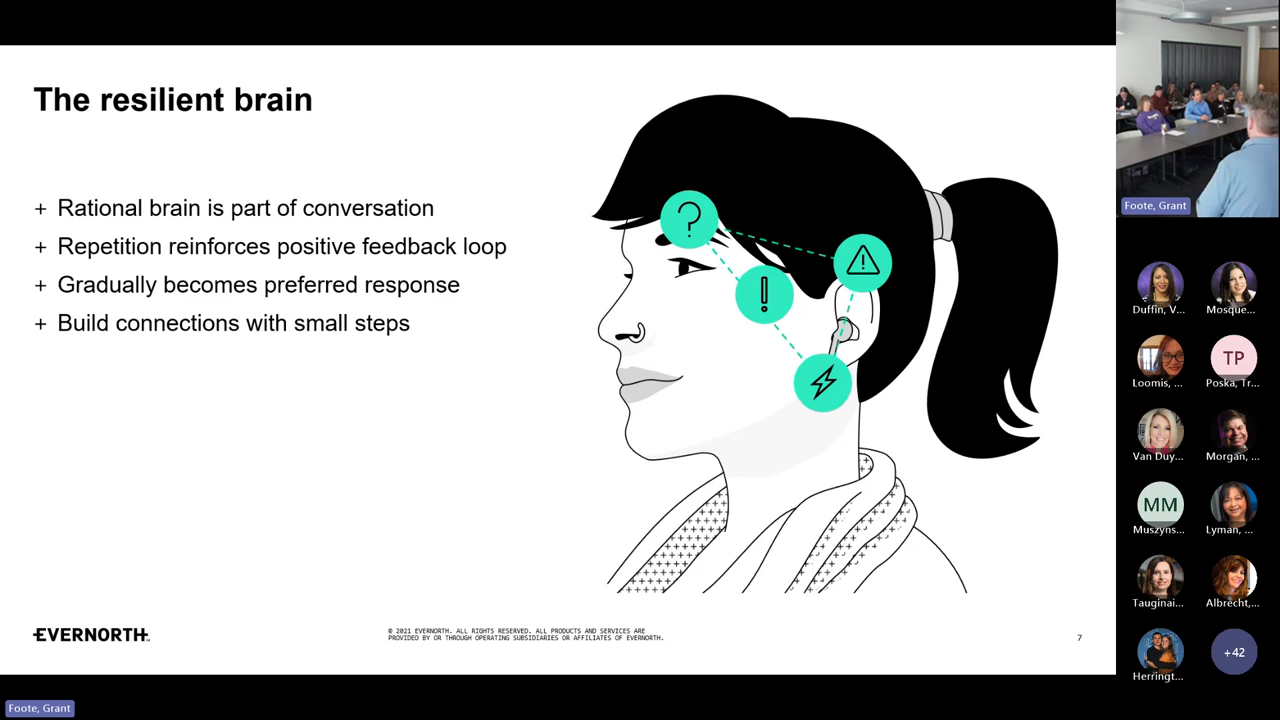 The resilient brain
+ Rational brain is part of conversation
+ Repetition reinforces positive feedback loop
+ Gradually becomes preferred response
+ Build connections with small steps
?
!
!
EVERNORTH
© 2021 EVERNORTH. ALL RIGHTS RESERVED. ALL PRODUCTS AND SERVICES ARE
PROVIDED BY OR THROUGH OPERATING SUBSIDIARIES OR AFFILIATES OF EVERNORTH.
7
Foote, Grant
Foote, Grant
Duffin, V...
Mosque...
Loomis, ...
TP
Poska, Tr...
Van Duy...
Morgan, ...
MM
Muszyns...
Lyman, ...
Tauginai...
Albrecht,...
Herringt...
+42